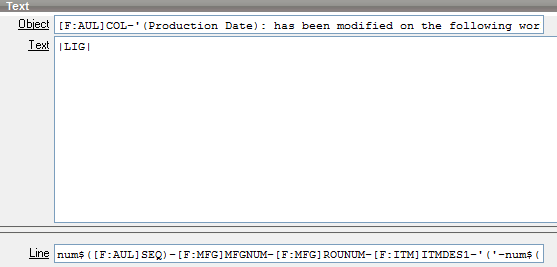 Text
Object [F:AUL]COL-'(Production Date): has been modified on the following wor
Text |LIG|
Line num$([F:AUL]SEQ)-[F:MFG]MFGNUM-[F:MFG]ROUNUM-[F:ITM]ITMDES1-'('-num$(